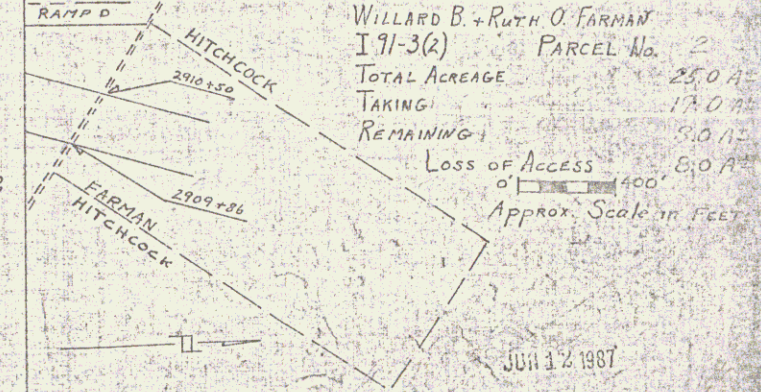 RAMP D
WILLARD B. + RUTH O. FARMAN
I 91-3(2) PARCEL No. 2
TOTAL ACREAGE 25.0 A±
TAKING 17.0 A±
REMAINING 8.0 A±
LOSS OF ACCESS 8.0 A±
0' 400'
Approx. Scale in FEET
HITCHCOCK
2910+50
2909+86
FARMAN
HITCHCOCK
JUN 12 1987